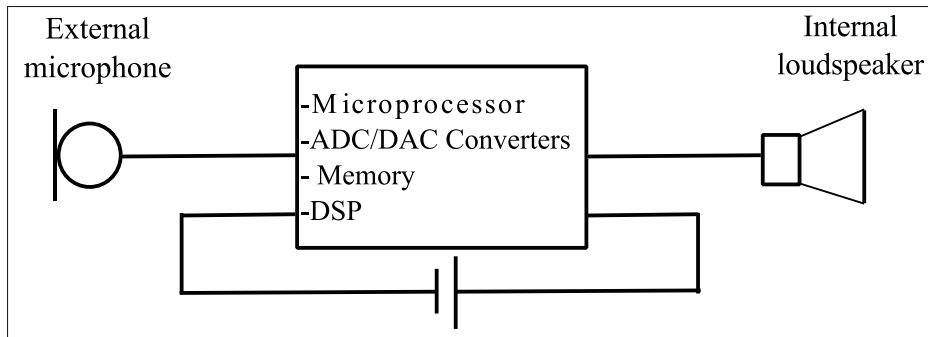 External
microphone
Internal
loudspeaker
-Microprocessor
-ADC/DAC Converters
- Memory
-DSP